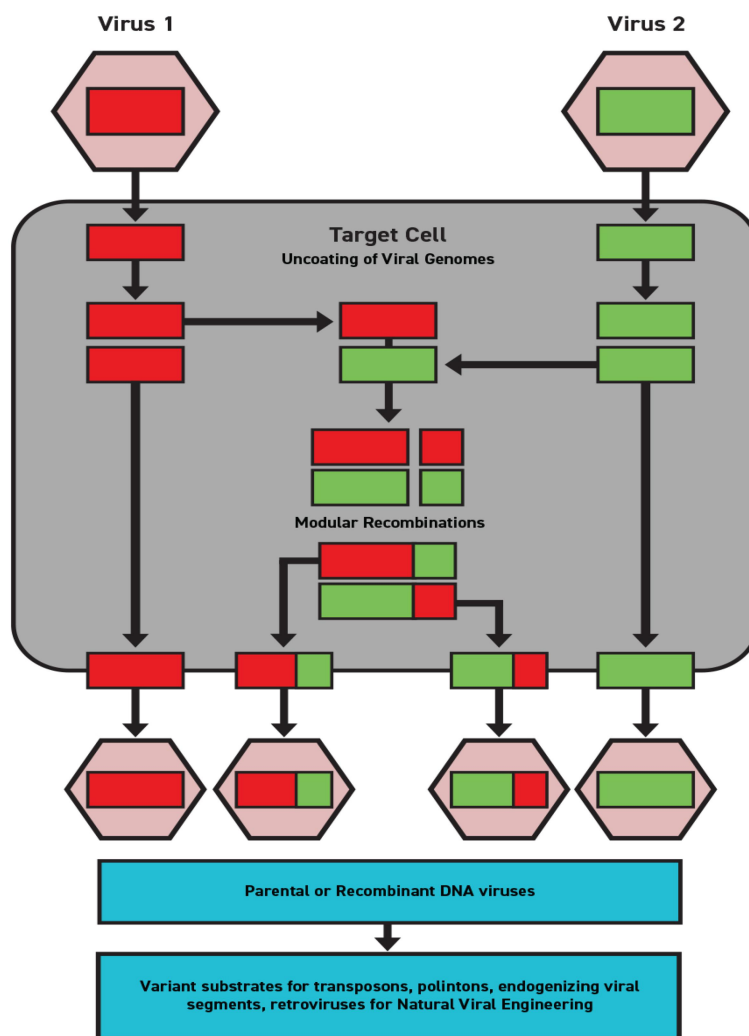 Virus 1
Virus 2
Target Cell
Uncoating of Viral Genomes
Modular Recombinations
Parental or Recombinant DNA viruses
Variant substrates for transposons, polintons, endogenizing viral
segments, retroviruses for Natural Viral Engineering